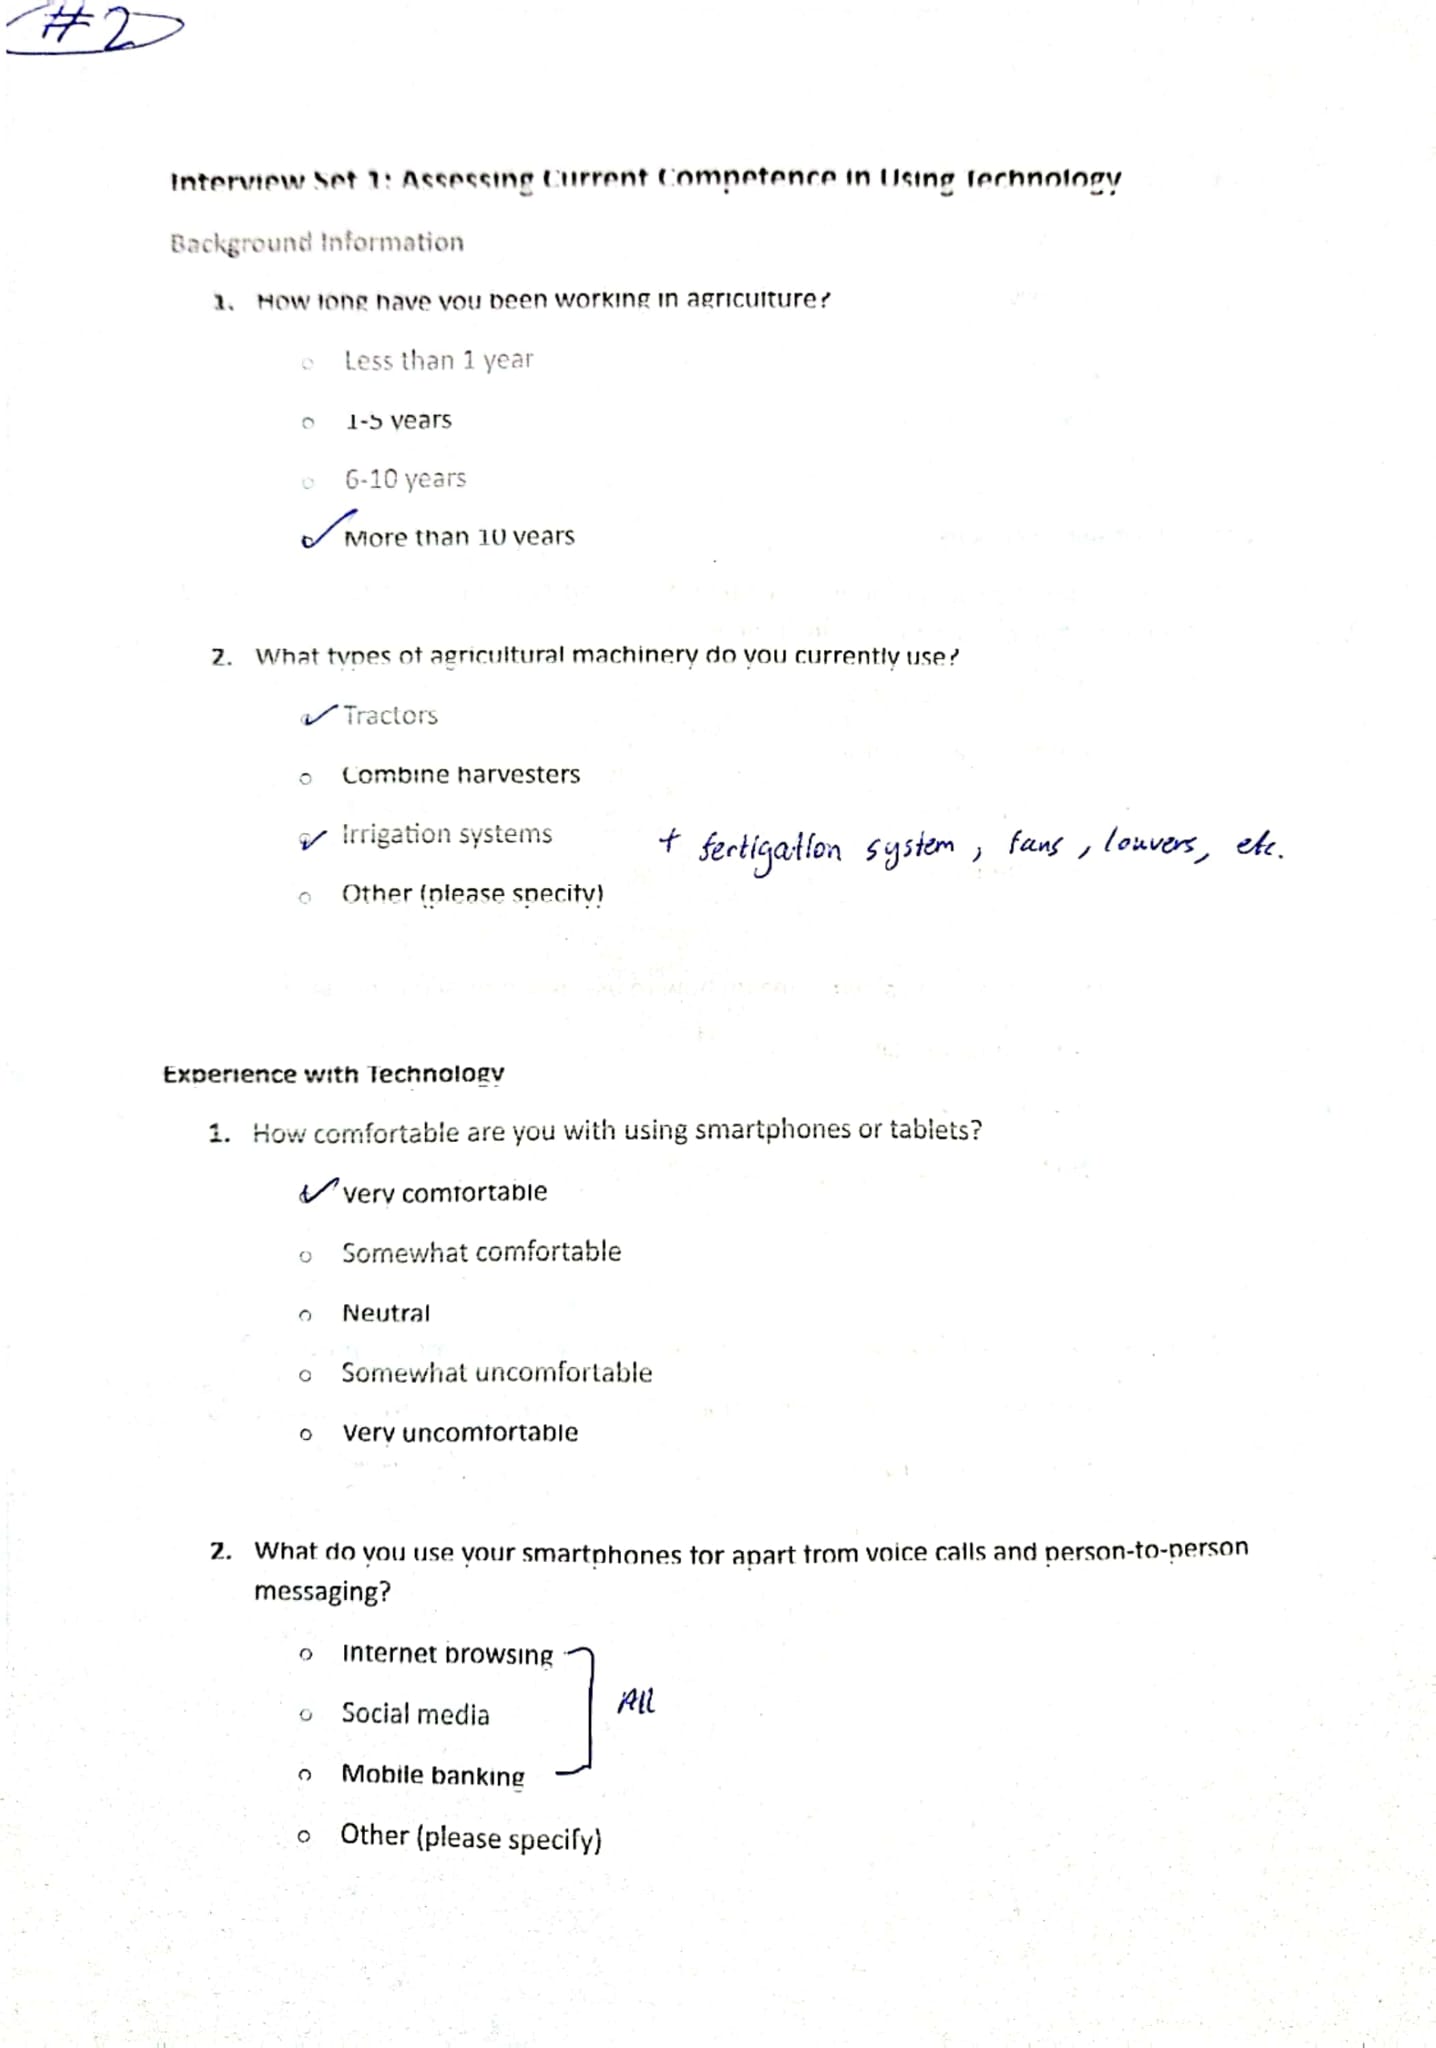 #2
Interview Set 1: Assessing Current Competence in Using Technology
Background Information
1. How long have you been working in agriculture?
o Less than 1 year
o 1-5 years
o 6-10 years
✓ More than 10 years
2. What types of agricultural machinery do you currently use?
✓ Tractors
o Combine harvesters
✓ Irrigation systems + fertigation system, fans, louvers, etc.
o Other (please specify)
Experience with Technology
1. How comfortable are you with using smartphones or tablets?
✓ Very comfortable
o Somewhat comfortable
o Neutral
o Somewhat uncomfortable
o Very uncomfortable
2. What do you use your smartphones for apart from voice calls and person-to-person
messaging?
o Internet browsing
o Social media All
o Mobile banking
o Other (please specify)